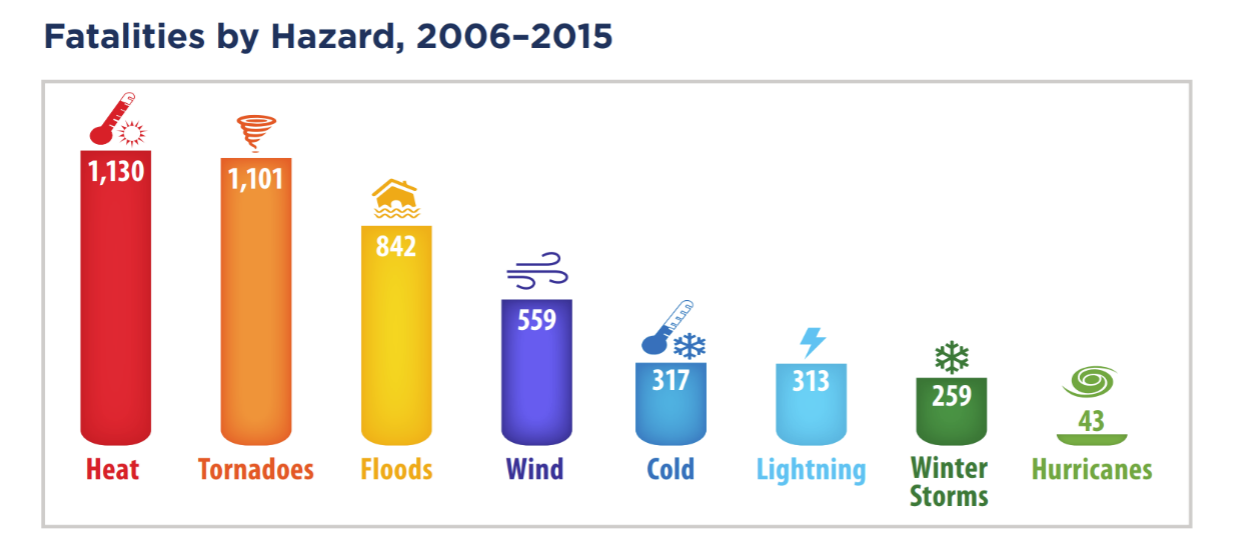 Fatalities by Hazard, 2006–2015
1,130
1,101
842
559
317
313
259
43
Heat
Tornadoes
Floods
Wind
Cold
Lightning
Winter
Storms
Hurricanes